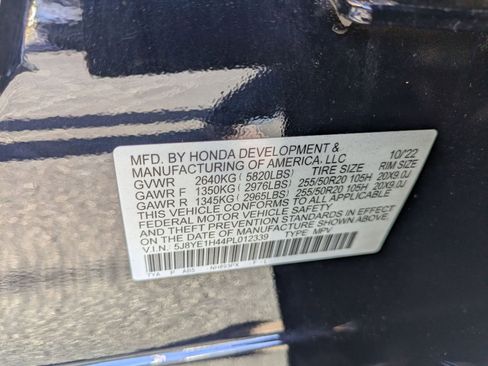 MFD. BY HONDA DEVELOPMENT & 10/22
MANUFACTURING OF AMERICA, LLC
GVWR 2640KG( 5820LBS) TIRE SIZE RIM SIZE
GAWR F 1350KG( 2976LBS) 255/50R20 105H 20X9.0J
GAWR R 1345KG( 2965LBS) 255/50R20 105H 20X9.0J
THIS VEHICLE CONFORMS TO ALL APPLICABLE
FEDERAL MOTOR VEHICLE SAFETY STANDARDS IN EFFECT
AND THEFT PREVENTION STANDARDS IN EFFECT
ON THE DATE OF MANUFACTURE SHOWN ABOVE.
V.I.N. 5J8YE1H44PL012339 TYPE MPV
TYA